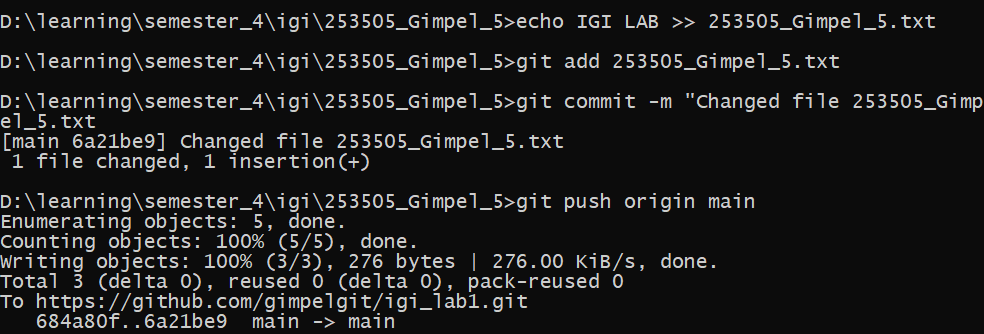 D:\learning\semester_4\igi\253505_Gimpel_5>echo IGI LAB >> 253505_Gimpel_5.txt
D:\learning\semester_4\igi\253505_Gimpel_5>git add 253505_Gimpel_5.txt
D:\learning\semester_4\igi\253505_Gimpel_5>git commit -m "Changed file 253505_Gimp
el_5.txt
[main 6a21be9] Changed file 253505_Gimpel_5.txt
 1 file changed, 1 insertion(+)
D:\learning\semester_4\igi\253505_Gimpel_5>git push origin main
Enumerating objects: 5, done.
Counting objects: 100% (5/5), done.
Writing objects: 100% (3/3), 276 bytes | 276.00 KiB/s, done.
Total 3 (delta 0), reused 0 (delta 0), pack-reused 0
To https://github.com/gimpelgit/igi_lab1.git
   684a80f..6a21be9  main -> main